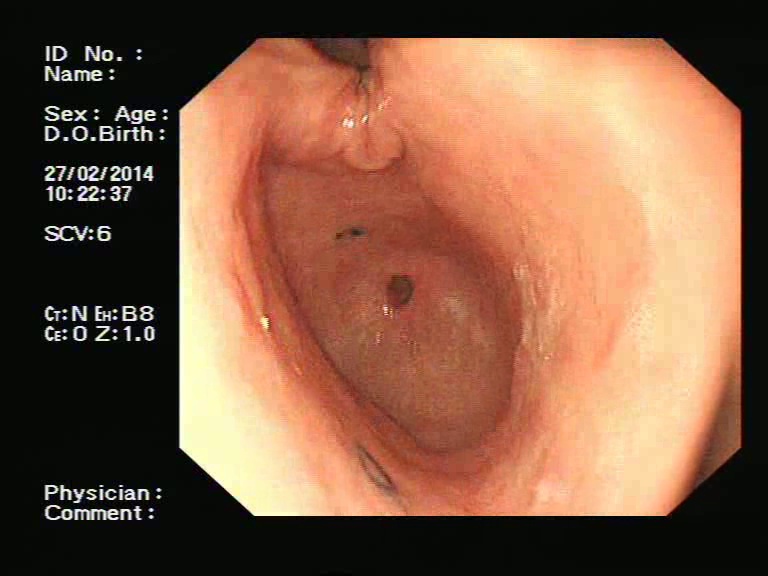 ID No. :
Name:
Sex: Age:
D.O.Birth:
27/02/2014
10:22:37
SCV:6
CT:N EH:B8
CE:0 Z:1.0
Physician:
Comment: